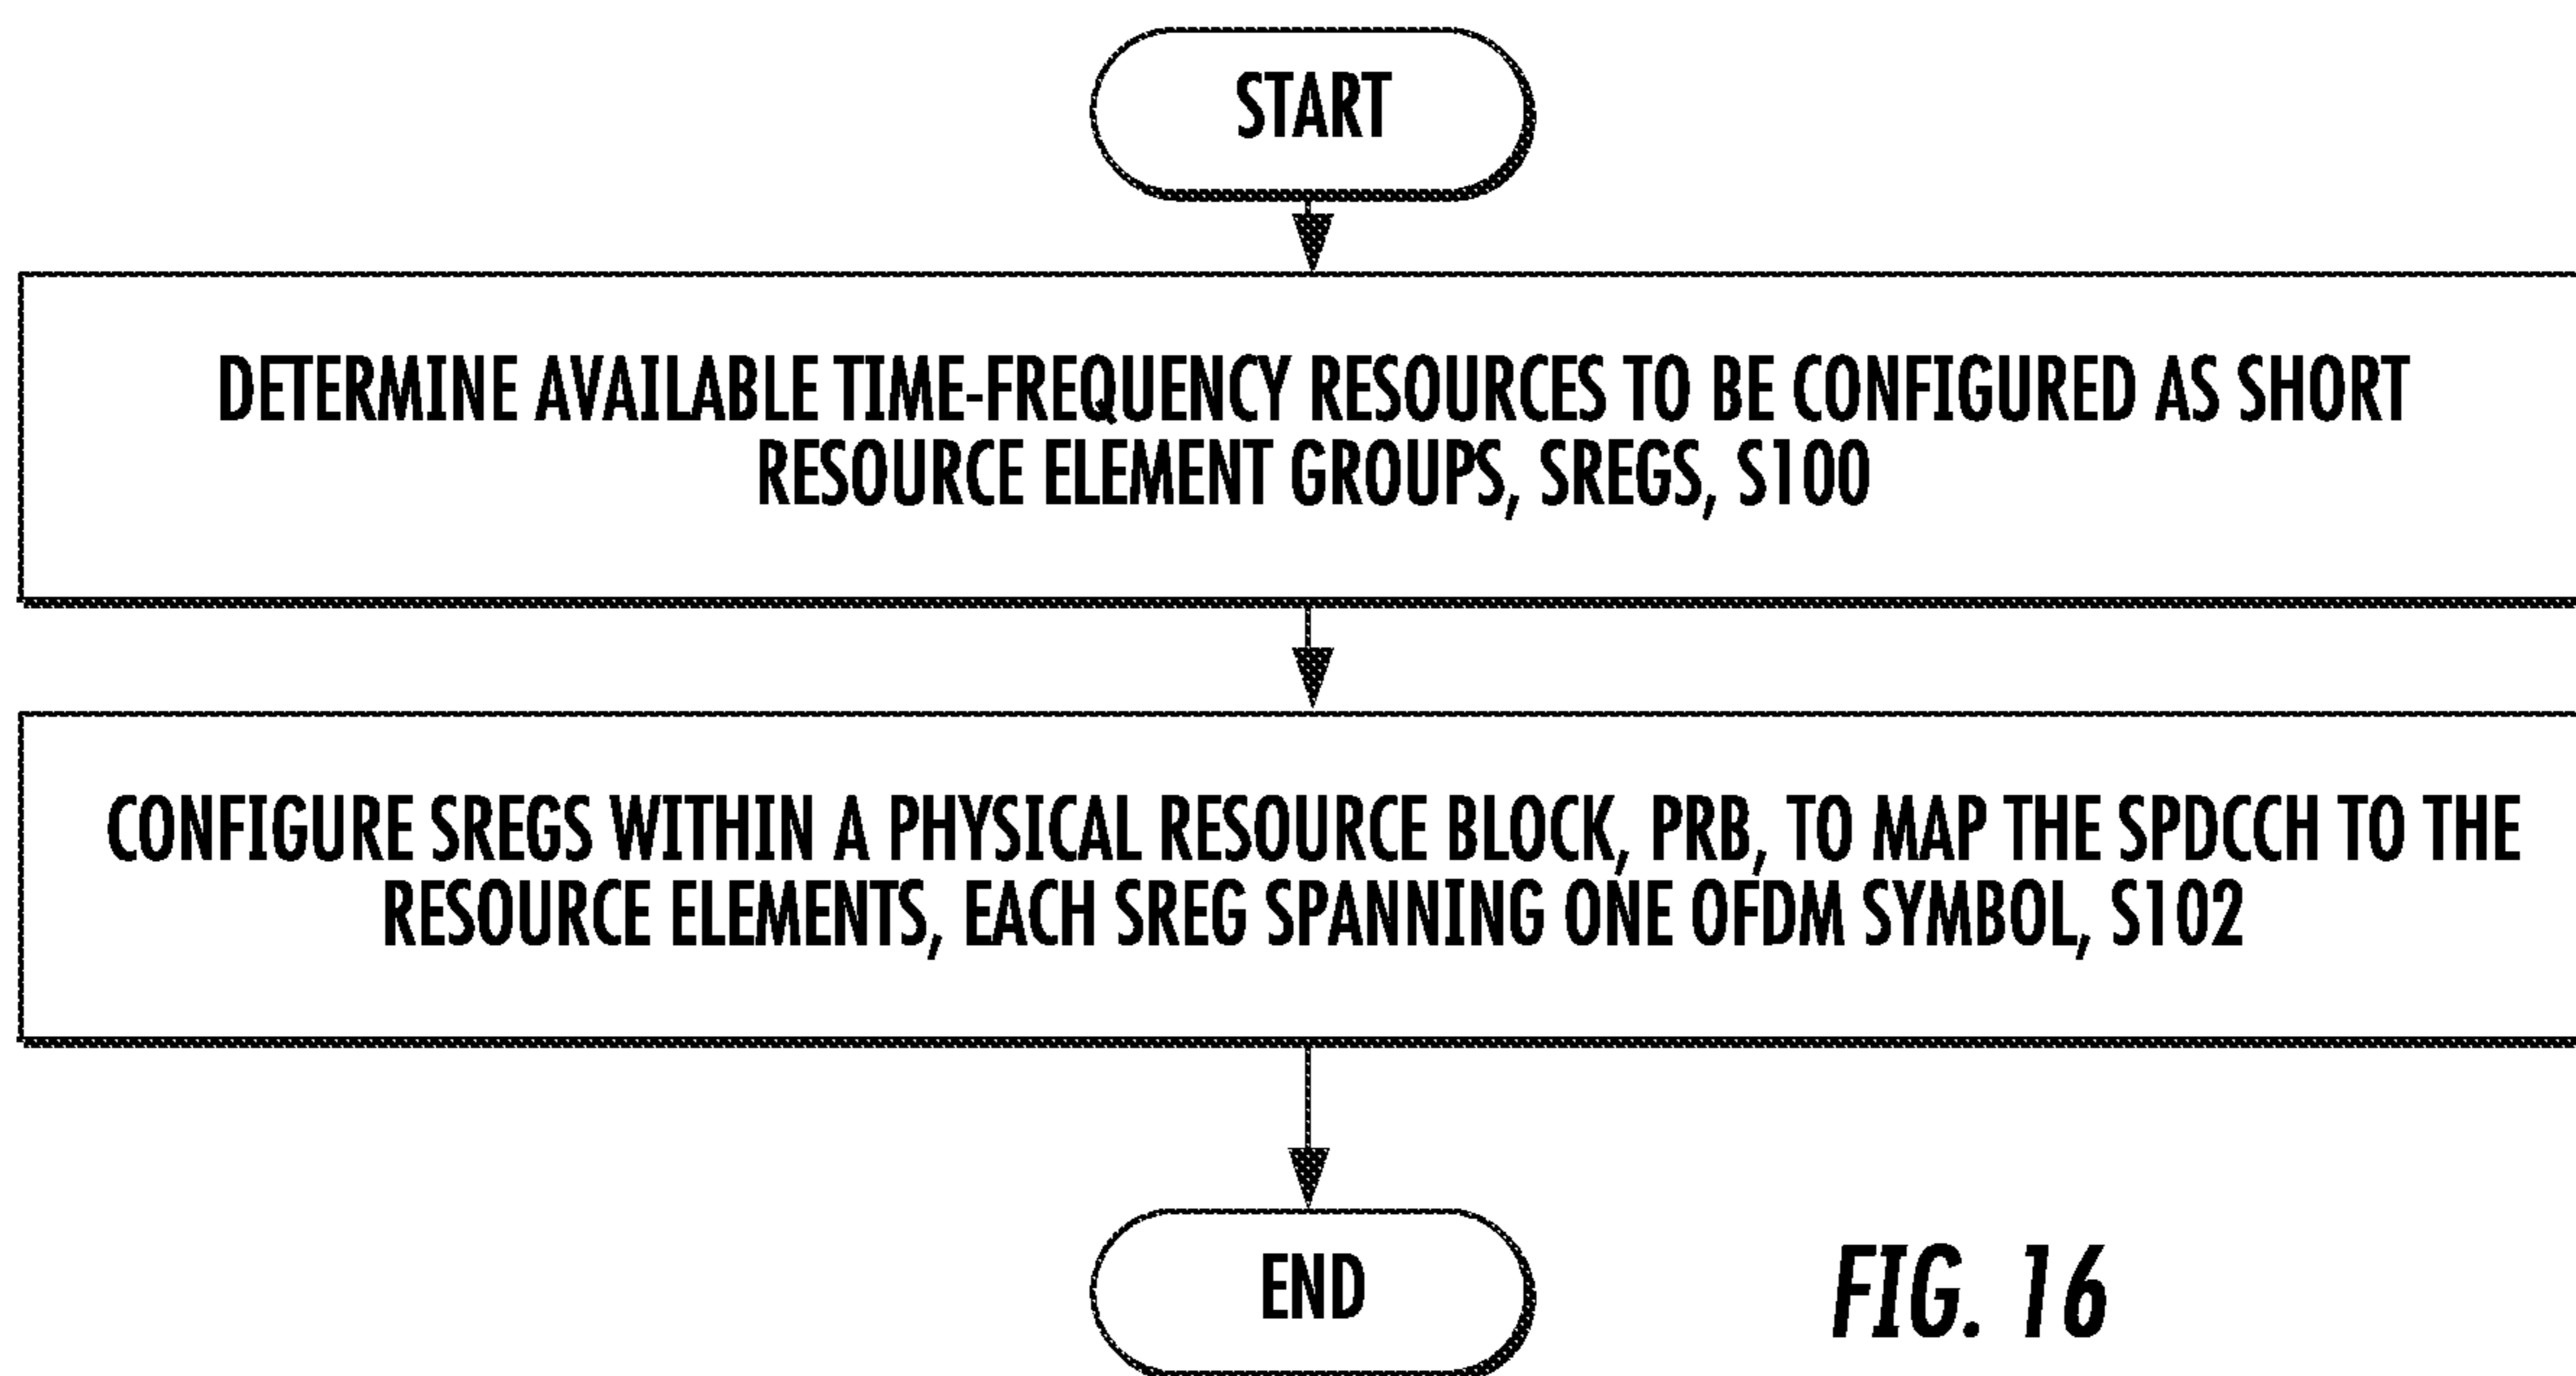 START
DETERMINE AVAILABLE TIME-FREQUENCY RESOURCES TO BE CONFIGURED AS SHORT
RESOURCE ELEMENT GROUPS, SREGS, S100
CONFIGURE SREGS WITHIN A PHYSICAL RESOURCE BLOCK, PRB, TO MAP THE SPDCCH TO THE
RESOURCE ELEMENTS, EACH SREG SPANNING ONE OFDM SYMBOL, S102
END
FIG. 16